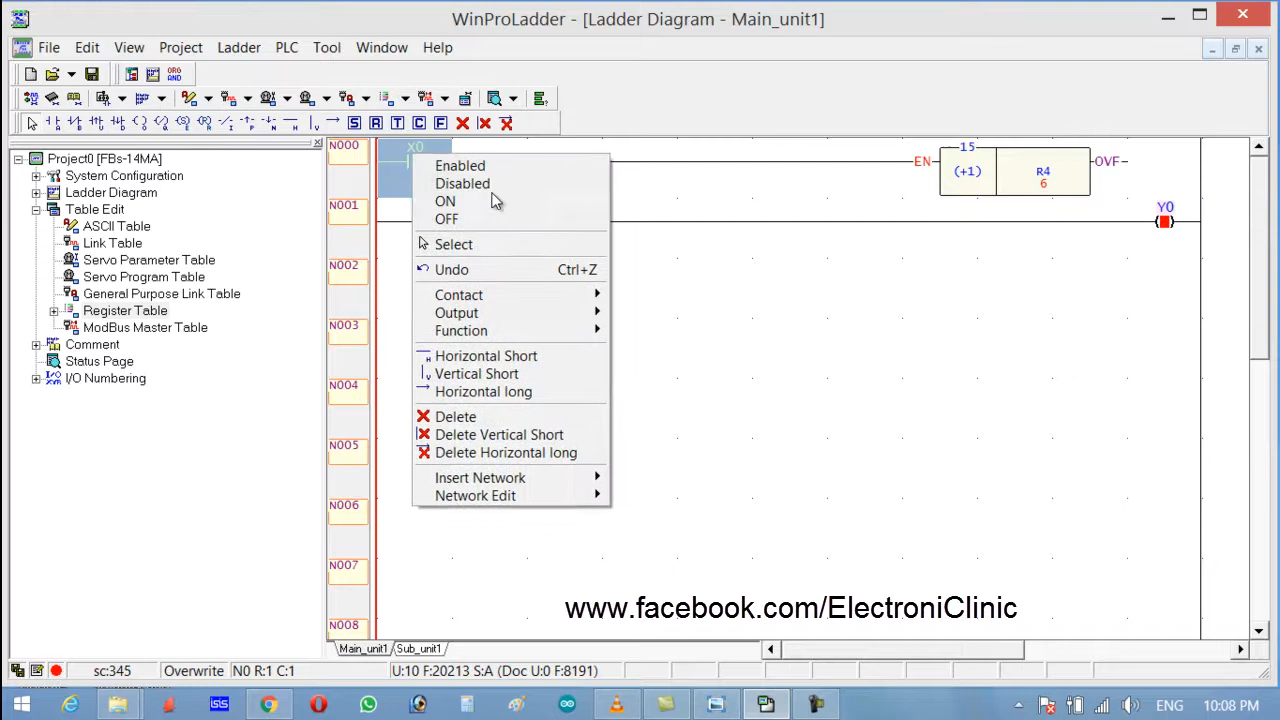 WinProLadder - [Ladder Diagram - Main_unit1]
File Edit View Project Ladder PLC Tool Window Help
ORG
AND
A B U D O Q S R I P N H V S R T C F
Project0 [FBs-14MA]
System Configuration
Ladder Diagram
Table Edit
ASCII Table
Link Table
Servo Parameter Table
Servo Program Table
General Purpose Link Table
Register Table
ModBus Master Table
Comment
Status Page
I/O Numbering
N000
N001
N002
N003
N004
N005
N006
N007
N008
X0
EN
15
(+1)
R4
6
OVF
Y0
Enabled
Disabled
ON
OFF
Select
Undo Ctrl+Z
Contact
Output
Function
Horizontal Short
Vertical Short
Horizontal long
Delete
Delete Vertical Short
Delete Horizontal long
Insert Network
Network Edit
www.facebook.com/ElectroniClinic
Main_unit1 Sub_unit1
sc:345 Overwrite N0 R:1 C:1 U:10 F:20213 S:A (Doc U:0 F:8191)
ISIS
ENG 10:08 PM